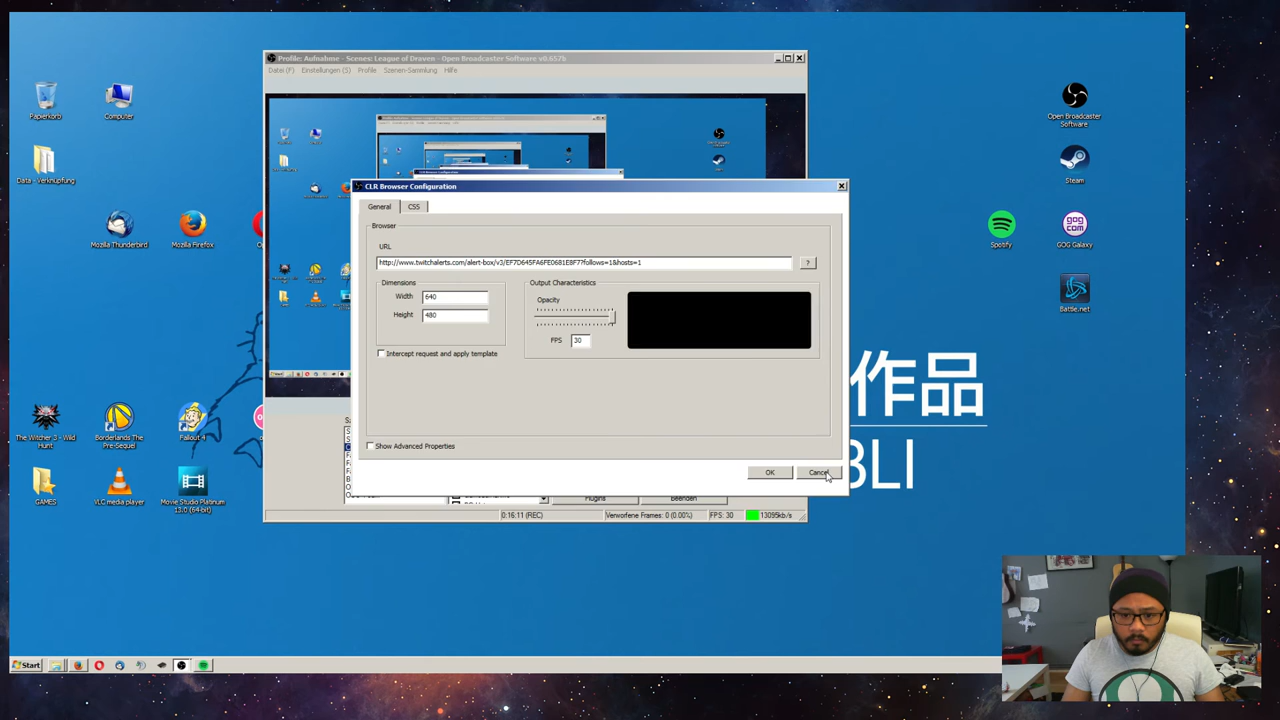 Profile: Aufnahme - Scenes: League of Draven - Open Broadcaster Software v0.657b
Datei (F) Einstellungen (S) Profile Szenen-Sammlung Hilfe
Paperkorb
Computer
Data - Verknüpfung
Mozilla Thunderbird
Mozilla Firefox
The Witcher 3 - Wild Hunt
Borderlands The Pre-Sequel
Fallout 4
GAMES
VLC media player
Movie Studio Platinum 13.0 (64-bit)
Open Broadcaster Software
Steam
Spotify
GOG Galaxy
Battle.net
CLR Browser Configuration
General
CSS
Browser
URL
http://www.twitchalerts.com/alert-box/v3/EF7D645FA6FE0681E8F7?follows=1&hosts=1
?
Dimensions
Width 640
Height 480
Output Characteristics
Opacity
FPS 30
Intercept request and apply template
Show Advanced Properties
OK
Cancel
Plugins
Beenden
0:16:11 (REC)
Verworfene Frames: 0 (0.00%)
FPS: 30
13095kb/s
作品
BLI
Start